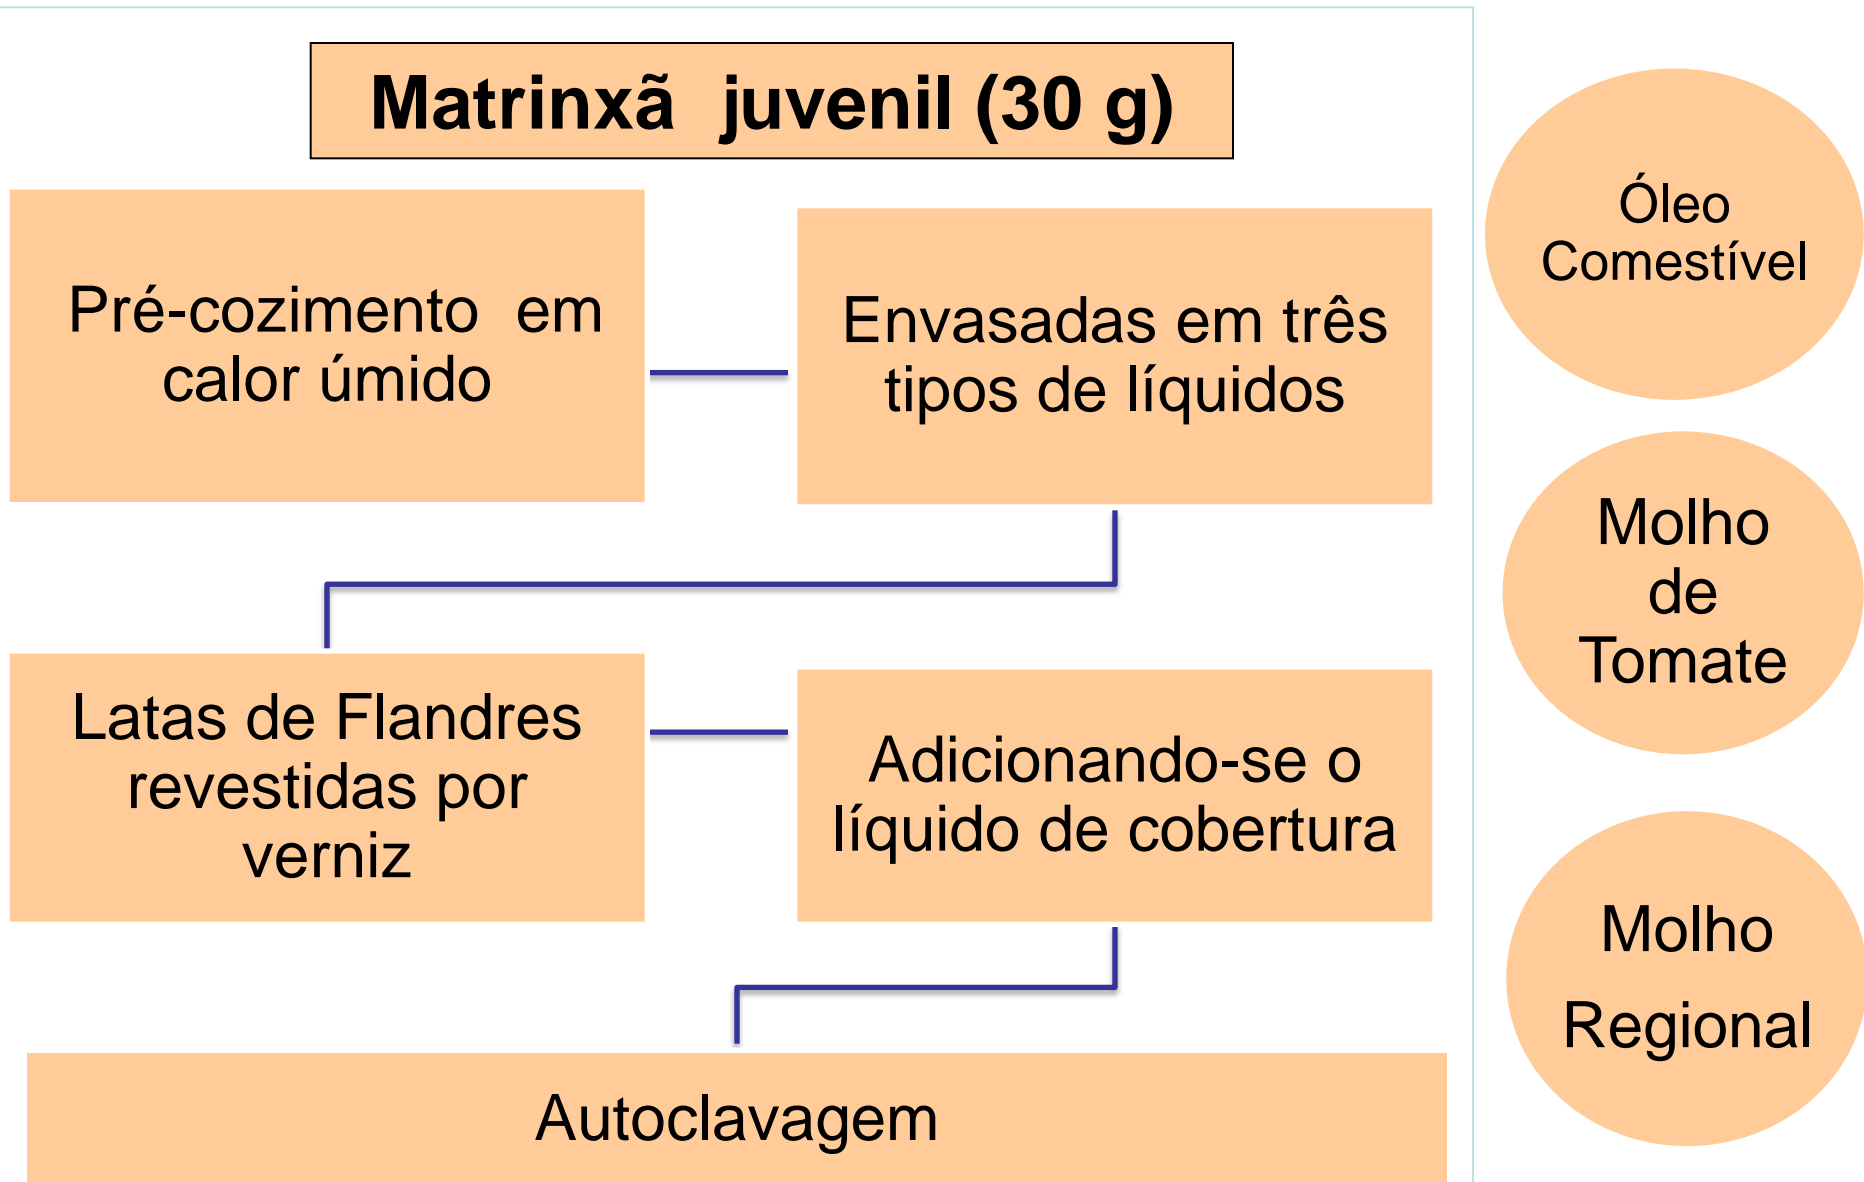 Matrinxã juvenil (30 g)
Pré-cozimento em
calor úmido
Envasadas em três
tipos de líquidos
Latas de Flandres
revestidas por
verniz
Adicionando-se o
líquido de cobertura
Autoclavagem
Óleo
Comestível
Molho
de
Tomate
Molho
Regional